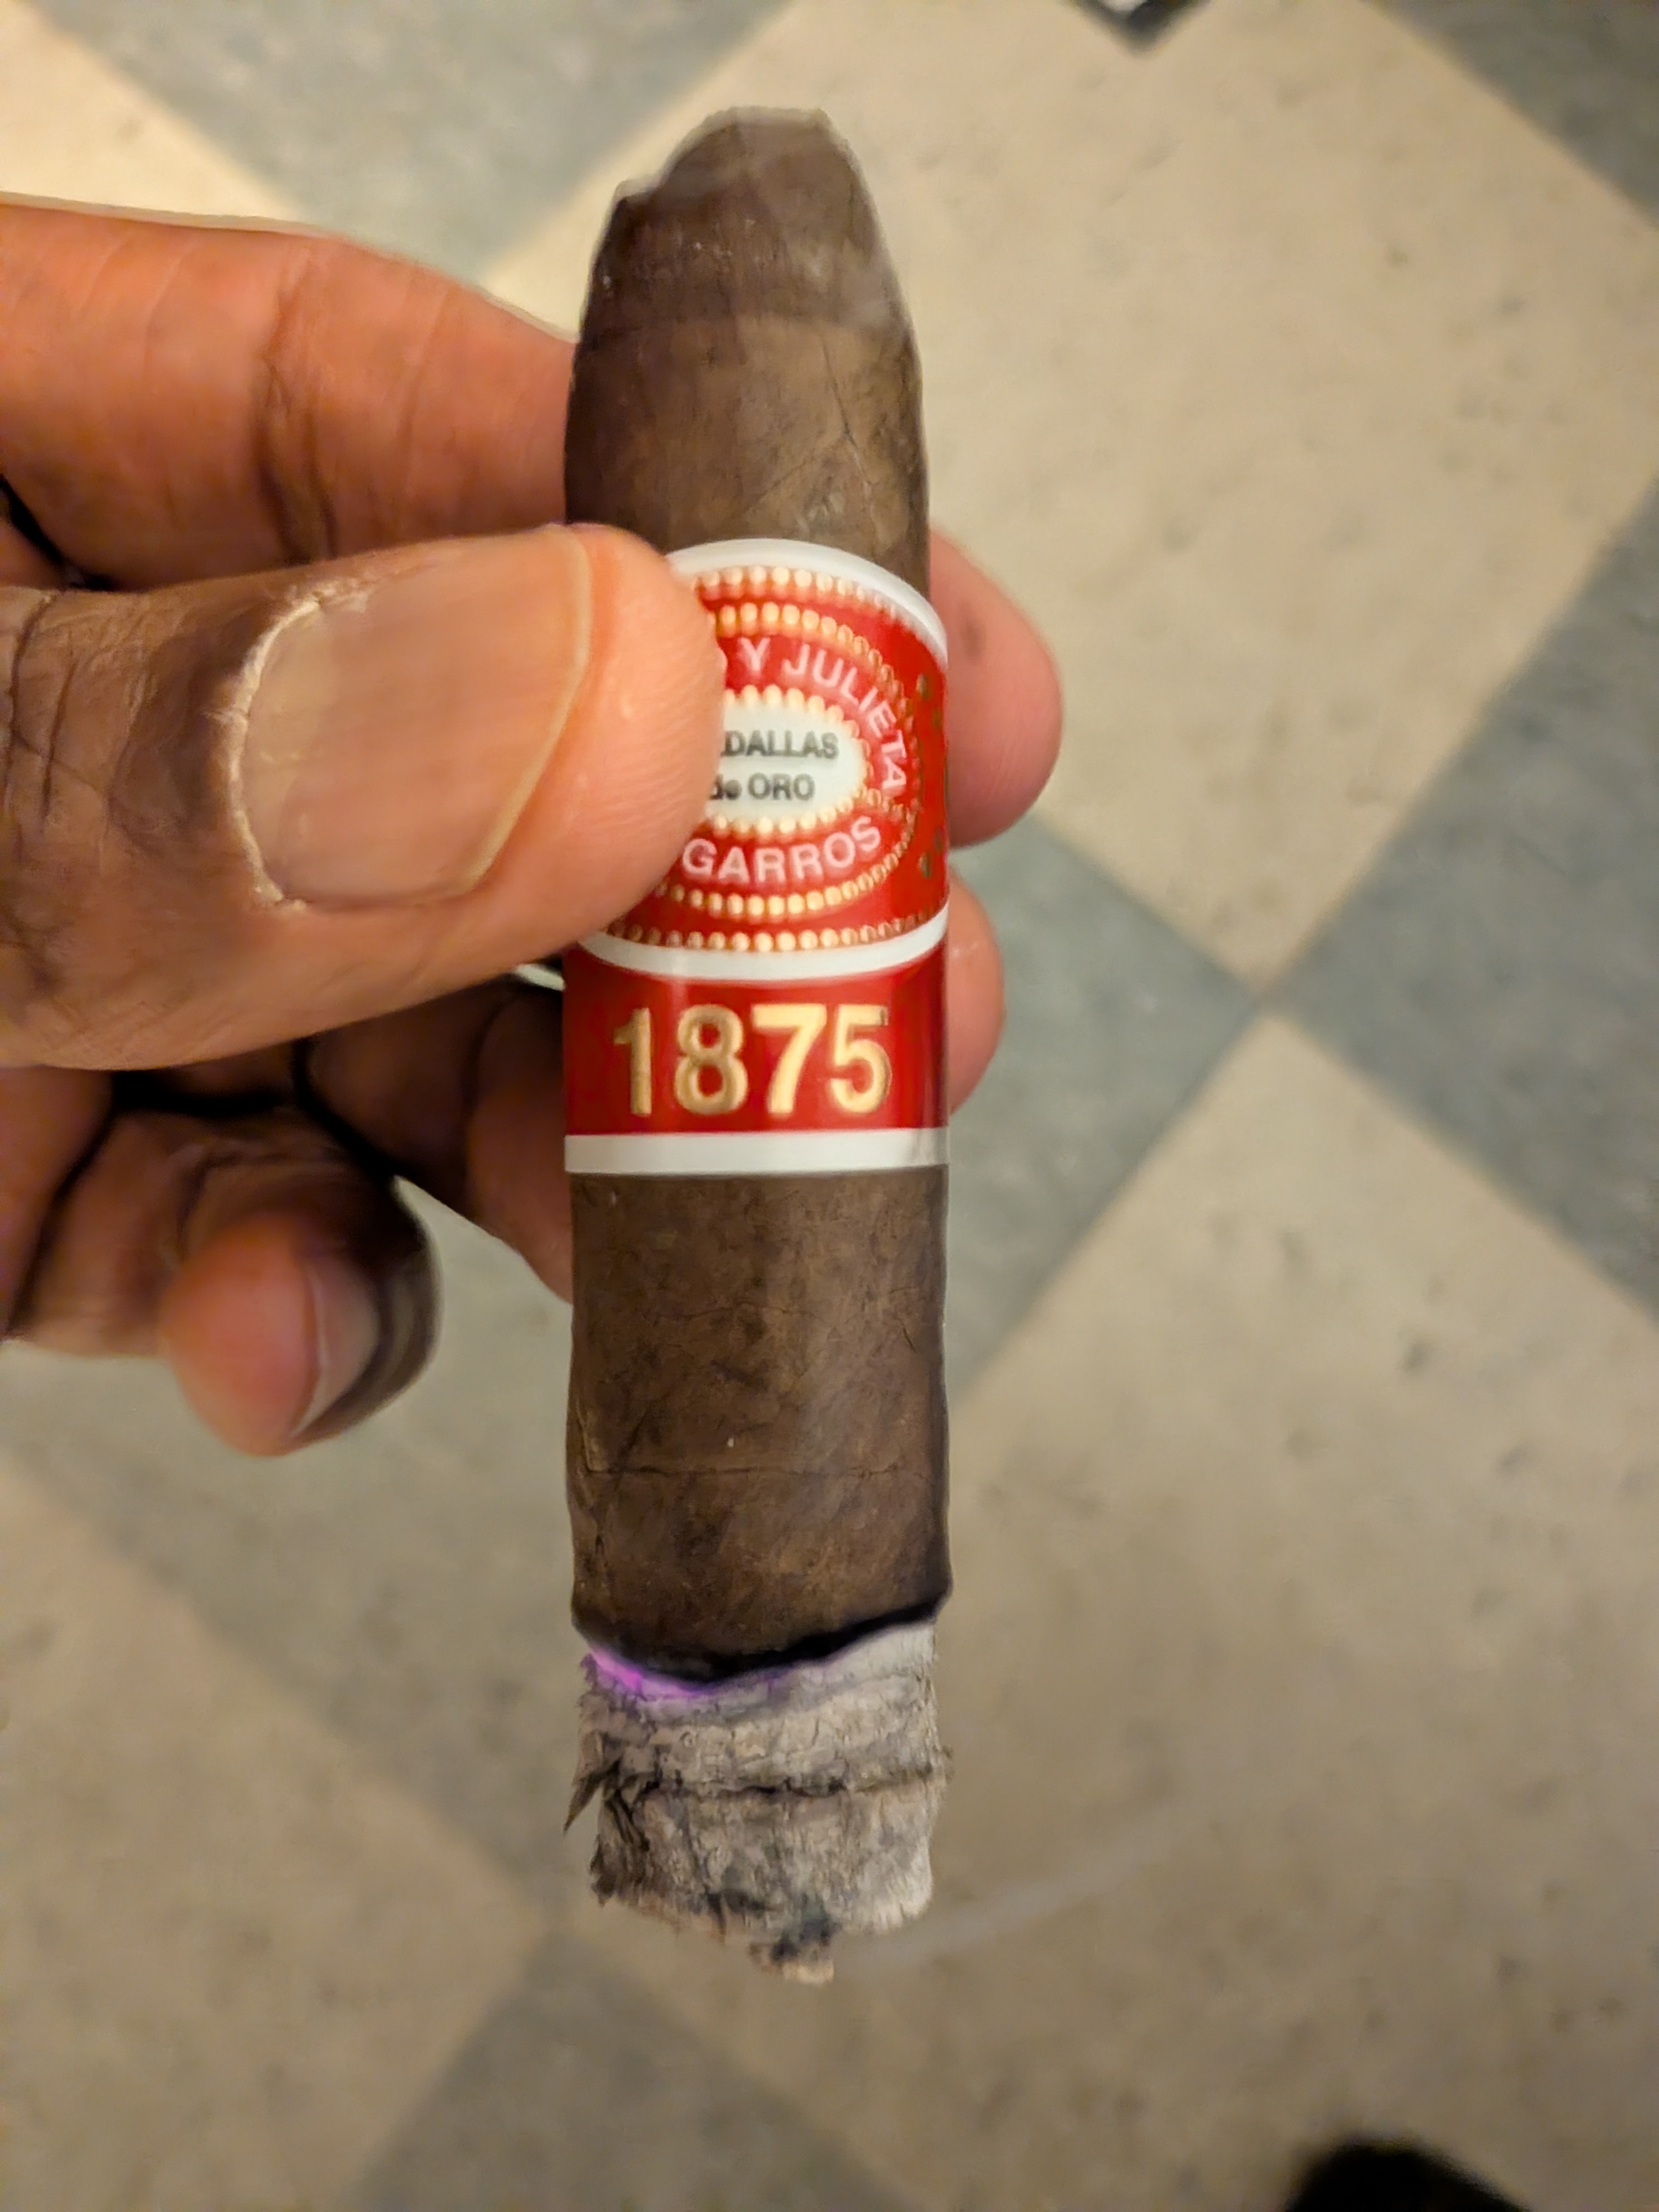 Y JULIETA
DALLAS
de ORO
GARROS
1875